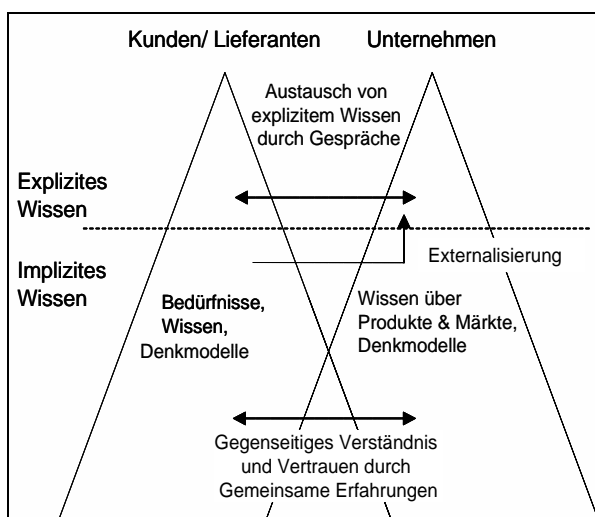 Kunden/ Lieferanten
Unternehmen
Austausch von
explizitem Wissen
durch Gespräche
Explizites
Wissen
Externalisierung
Implizites
Wissen
Bedürfnisse,
Wissen,
Denkmodelle
Wissen über
Produkte & Märkte,
Denkmodelle
Gegenseitiges Verständnis
und Vertrauen durch
Gemeinsame Erfahrungen